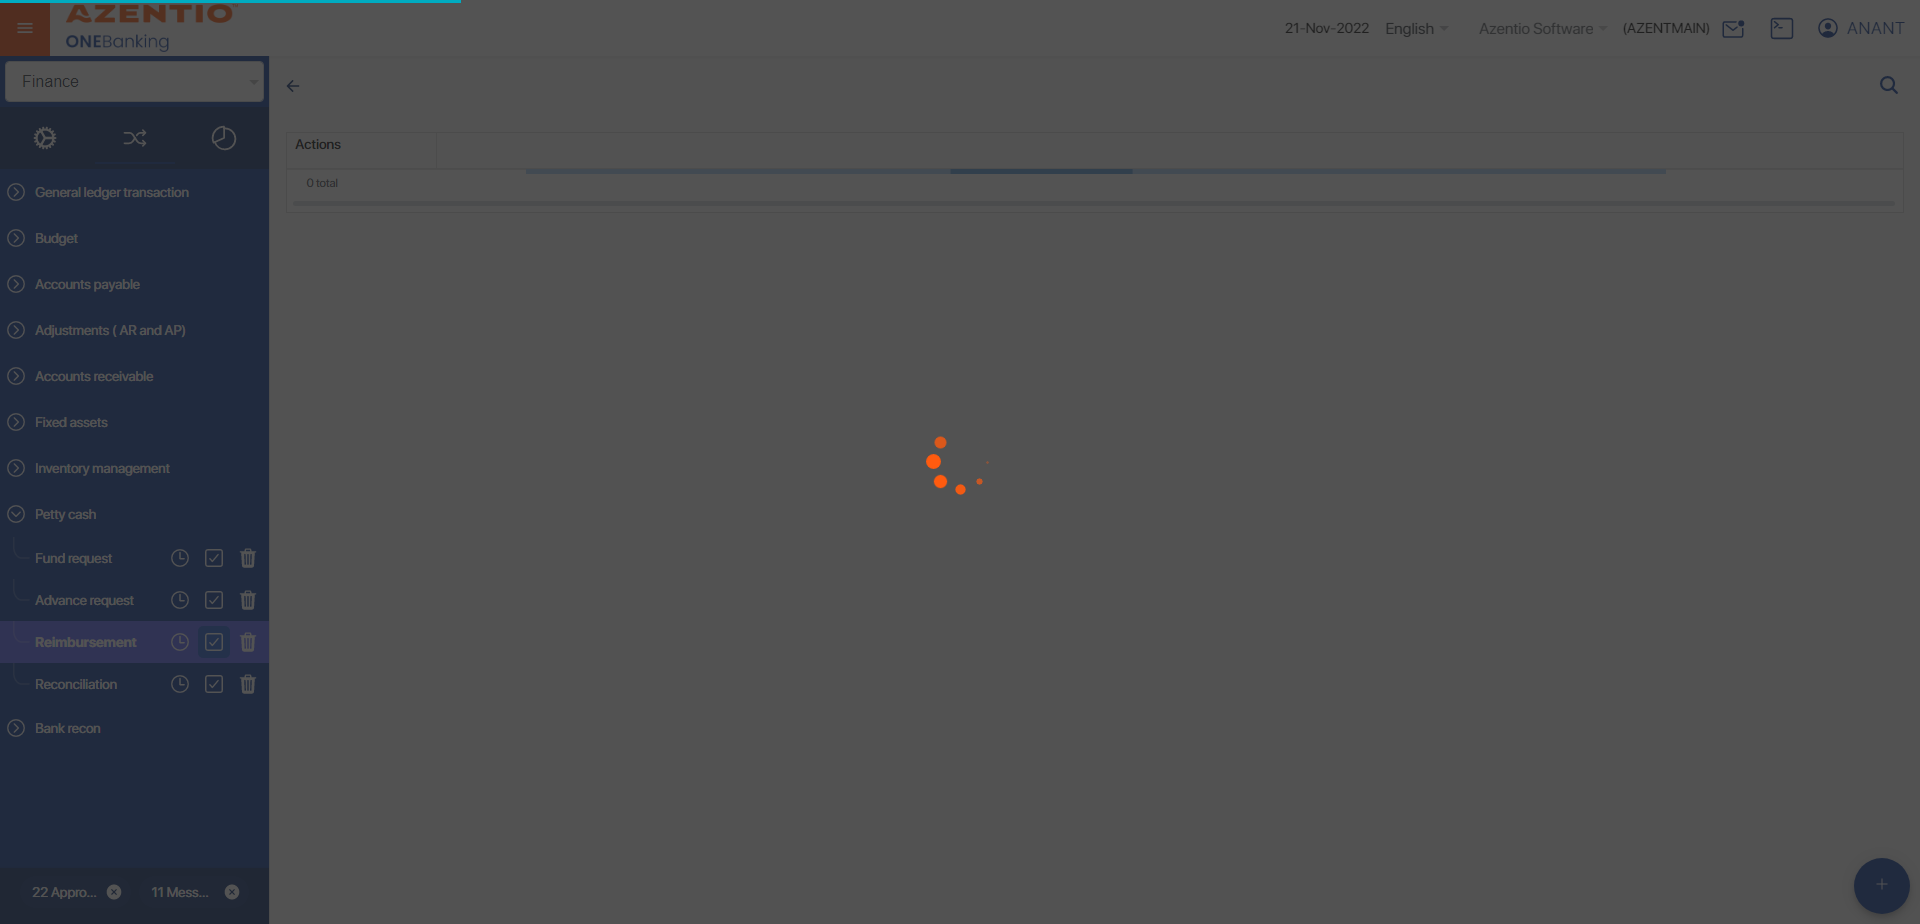 AZENTIO
ONEBanking
21-Nov-2022
English
Azentio Software
(AZENTMAIN)
ANANT
Finance
Actions
0 total
General ledger transaction
Budget
Accounts payable
Adjustments ( AR and AP)
Accounts receivable
Fixed assets
Inventory management
Petty cash
Fund request
Advance request
Reimbursement
Reconciliation
Bank recon
22 Appro...
11 Mess...